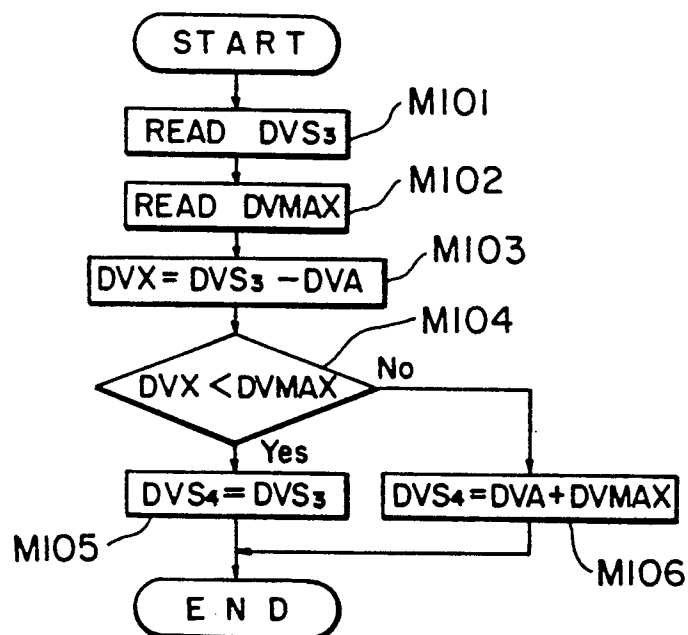 START
M101
READ DVS₃
M102
READ DVMAX
M103
DVX = DVS₃ - DVA
M104
DVX < DVMAX
No
Yes
DVS₄ = DVS₃
DVS₄ = DVA + DVMAX
M105
M106
END